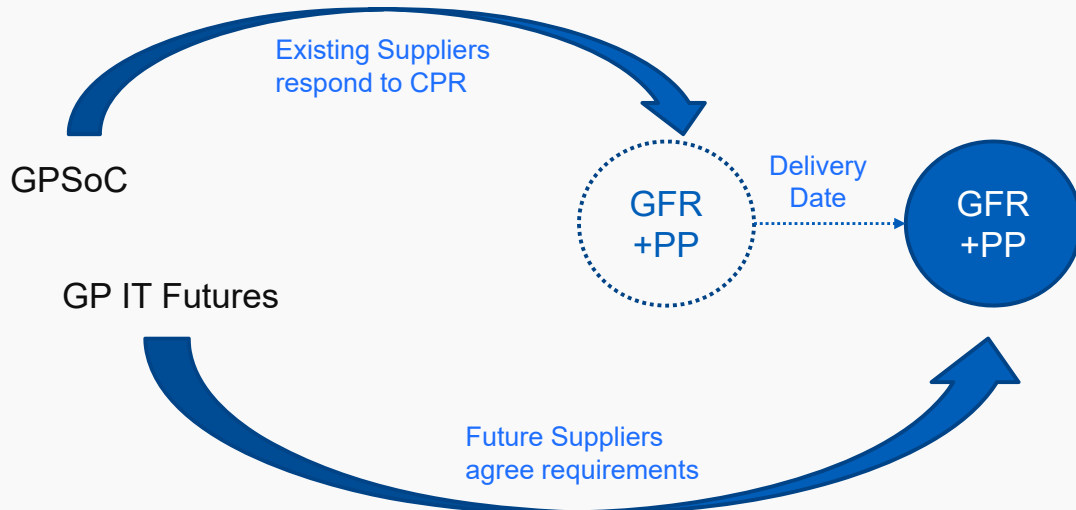 Existing Suppliers
respond to CPR
GPSoC
GFR
+PP
Delivery
Date
GFR
+PP
GP IT Futures
Future Suppliers
agree requirements